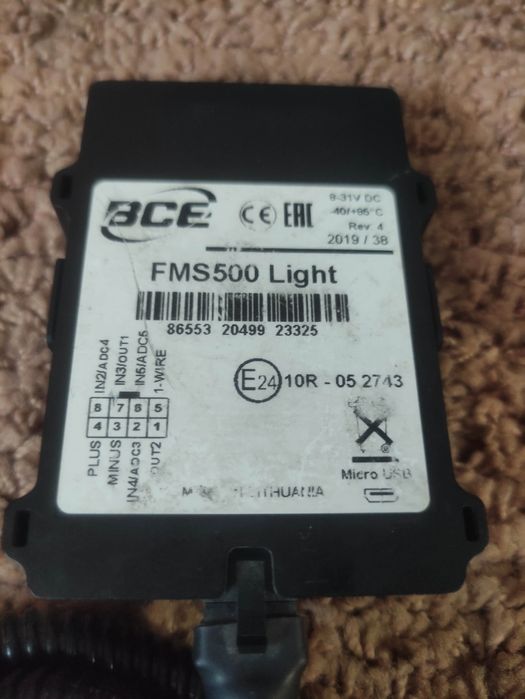 BCE CE EAC
9-31V DC
-40/+85°C
Rev. 4
2019 / 38
FMS500 Light
86553 20499 23325
IN2/ADC4
IN3/OUT1
IN5/ADC5
1-WIRE
8 7 6 5
4 3 2 1
PLUS
MINUS
IN4/ADC3
OUT2
E24 10R - 05 2743
Micro USB
LITHUANIA